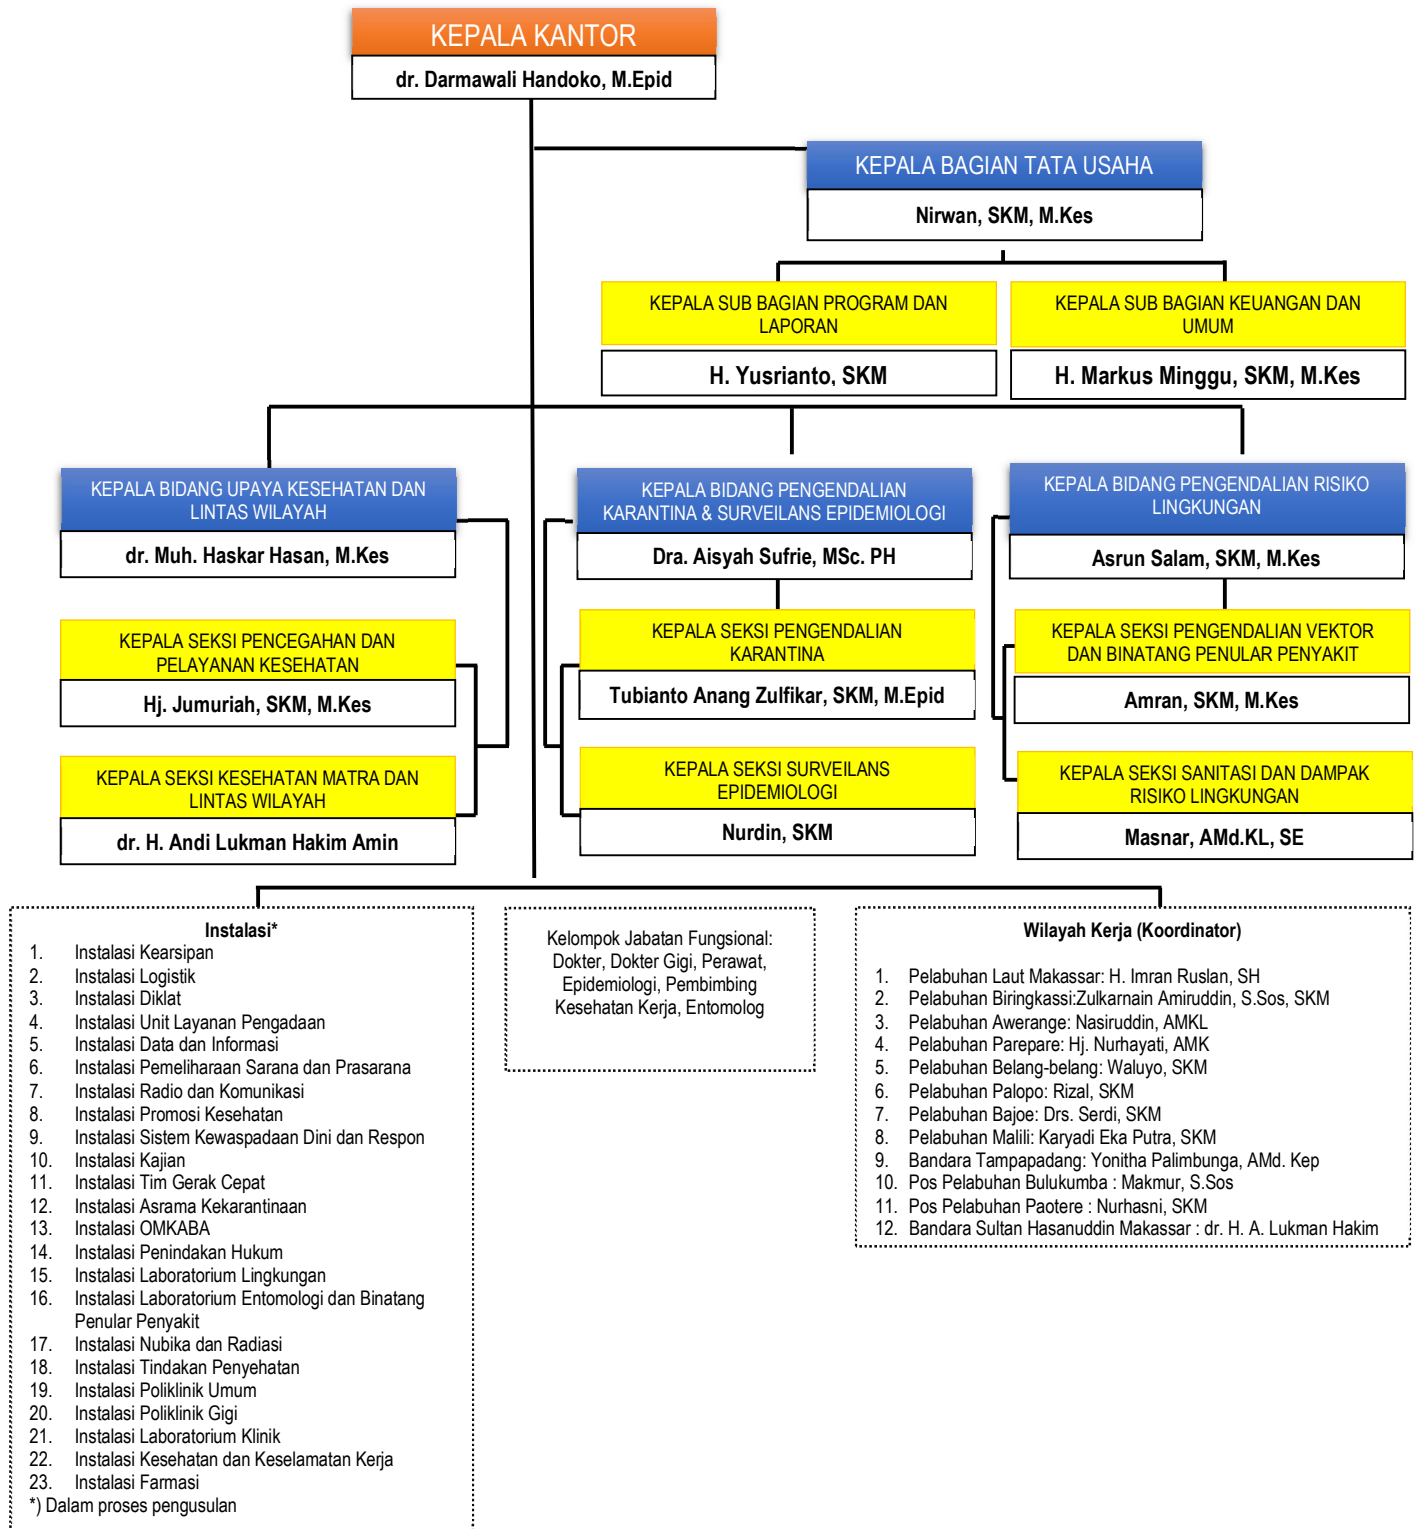 KEPALA KANTOR
dr. Darmawali Handoko, M.Epid
KEPALA BAGIAN TATA USAHA
Nirwan, SKM, M.Kes
KEPALA SUB BAGIAN PROGRAM DAN
LAPORAN
H. Yusrianto, SKM
KEPALA SUB BAGIAN KEUANGAN DAN
UMUM
H. Markus Minggu, SKM, M.Kes
KEPALA BIDANG UPAYA KESEHATAN DAN
LINTAS WILAYAH
dr. Muh. Haskar Hasan, M.Kes
KEPALA SEKSI PENCEGAHAN DAN
PELAYANAN KESEHATAN
Hj. Jumuriah, SKM, M.Kes
KEPALA SEKSI KESEHATAN MATRA DAN
LINTAS WILAYAH
dr. H. Andi Lukman Hakim Amin
KEPALA BIDANG PENGENDALIAN
KARANTINA & SURVEILANS EPIDEMIOLOGI
Dra. Aisyah Sufrie, MSc. PH
KEPALA SEKSI PENGENDALIAN
KARANTINA
Tubianto Anang Zulfikar, SKM, M.Epid
KEPALA SEKSI SURVEILANS
EPIDEMIOLOGI
Nurdin, SKM
KEPALA BIDANG PENGENDALIAN RISIKO
LINGKUNGAN
Asrun Salam, SKM, M.Kes
KEPALA SEKSI PENGENDALIAN VEKTOR
DAN BINATANG PENULAR PENYAKIT
Amran, SKM, M.Kes
KEPALA SEKSI SANITASI DAN DAMPAK
RISIKO LINGKUNGAN
Masnar, AMd.KL, SE
Instalasi*
1. Instalasi Kearsipan
2. Instalasi Logistik
3. Instalasi Diklat
4. Instalasi Unit Layanan Pengadaan
5. Instalasi Data dan Informasi
6. Instalasi Pemeliharaan Sarana dan Prasarana
7. Instalasi Radio dan Komunikasi
8. Instalasi Promosi Kesehatan
9. Instalasi Sistem Kewaspadaan Dini dan Respon
10. Instalasi Kajian
11. Instalasi Tim Gerak Cepat
12. Instalasi Asrama Kekarantinaan
13. Instalasi OMKABA
14. Instalasi Penindakan Hukum
15. Instalasi Laboratorium Lingkungan
16. Instalasi Laboratorium Entomologi dan Binatang
Penular Penyakit
17. Instalasi Nubika dan Radiasi
18. Instalasi Tindakan Penyehatan
19. Instalasi Poliklinik Umum
20. Instalasi Poliklinik Gigi
21. Instalasi Laboratorium Klinik
22. Instalasi Kesehatan dan Keselamatan Kerja
23. Instalasi Farmasi
*) Dalam proses pengusulan
Kelompok Jabatan Fungsional:
Dokter, Dokter Gigi, Perawat,
Epidemiologi, Pembimbing
Kesehatan Kerja, Entomolog
Wilayah Kerja (Koordinator)
1. Pelabuhan Laut Makassar: H. Imran Ruslan, SH
2. Pelabuhan Biringkassi:Zulkarnain Amiruddin, S.Sos, SKM
3. Pelabuhan Awerange: Nasiruddin, AMKL
4. Pelabuhan Parepare: Hj. Nurhayati, AMK
5. Pelabuhan Belang-belang: Waluyo, SKM
6. Pelabuhan Palopo: Rizal, SKM
7. Pelabuhan Bajoe: Drs. Serdi, SKM
8. Pelabuhan Malili: Karyadi Eka Putra, SKM
9. Bandara Tampapadang: Yonitha Palimbunga, AMd. Kep
10. Pos Pelabuhan Bulukumba : Makmur, S.Sos
11. Pos Pelabuhan Paotere : Nurhasni, SKM
12. Bandara Sultan Hasanuddin Makassar : dr. H. A. Lukman Hakim